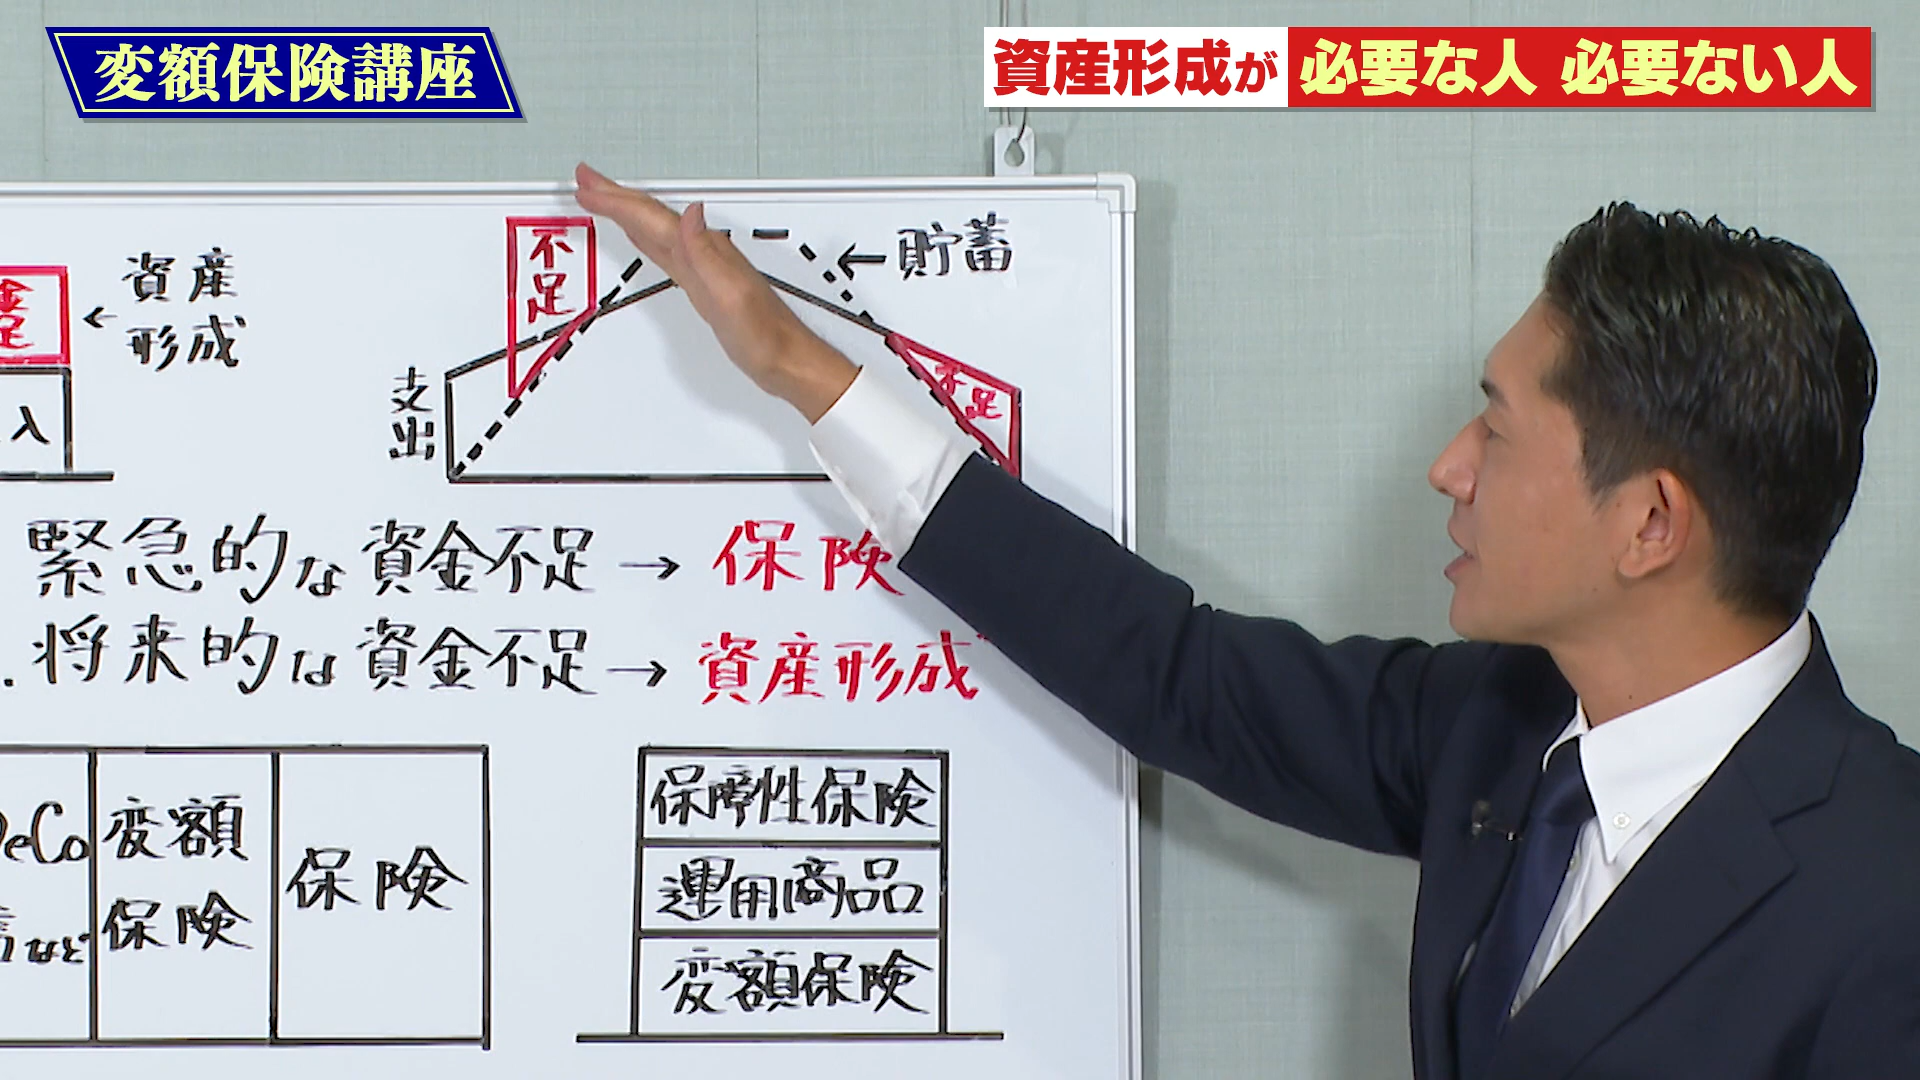 変額保険講座
資産形成が 必要な人 必要ない人
不足
←貯蓄
←資産
形成
支出
不足
入
緊急的な資金不足→保険
将来的な資金不足→資産形成
eCo
など
変額
保険
保険
保障性保険
運用商品
変額保険